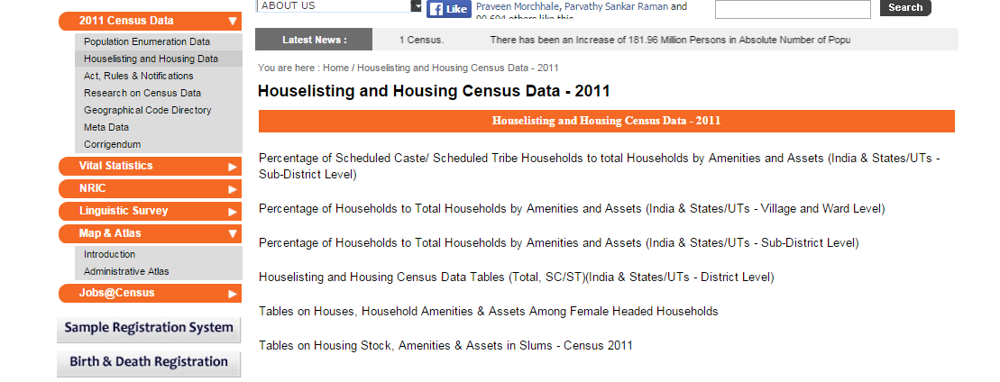 ABOUT US
Like
Praveen Morchhale, Parvathy Sankar Raman and
Search
2011 Census Data
Population Enumeration Data
Houselisting and Housing Data
Act, Rules & Notifications
Research on Census Data
Geographical Code Directory
Meta Data
Corrigendum
Vital Statistics
NRIC
Linguistic Survey
Map & Atlas
Introduction
Administrative Atlas
Jobs@Census
Sample Registration System
Birth & Death Registration
Latest News :
1 Census. There has been an Increase of 181.96 Million Persons in Absolute Number of Popu
You are here : Home / Houselisting and Housing Census Data - 2011
Houselisting and Housing Census Data - 2011
Houselisting and Housing Census Data - 2011
Percentage of Scheduled Caste/ Scheduled Tribe Households to total Households by Amenities and Assets (India & States/UTs -
Sub-District Level)
Percentage of Households to Total Households by Amenities and Assets (India & States/UTs - Village and Ward Level)
Percentage of Households to Total Households by Amenities and Assets (India & States/UTs - Sub-District Level)
Houselisting and Housing Census Data Tables (Total, SC/ST)(India & States/UTs - District Level)
Tables on Houses, Household Amenities & Assets Among Female Headed Households
Tables on Housing Stock, Amenities & Assets in Slums - Census 2011